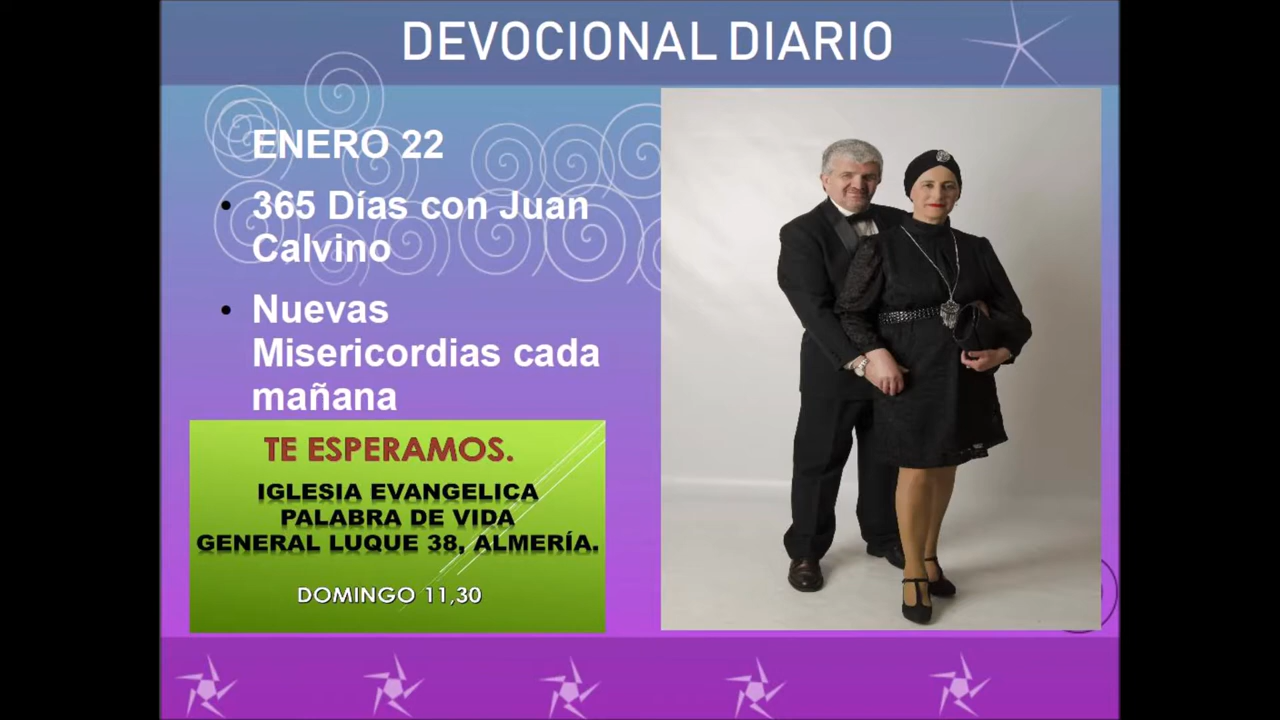 DEVOCIONAL DIARIO
ENERO 22
• 365 Días con Juan
Calvino
• Nuevas
Misericordias cada
mañana
TE ESPERAMOS.
IGLESIA EVANGELICA
PALABRA DE VIDA
GENERAL LUQUE 38, ALMERÍA.
DOMINGO 11,30